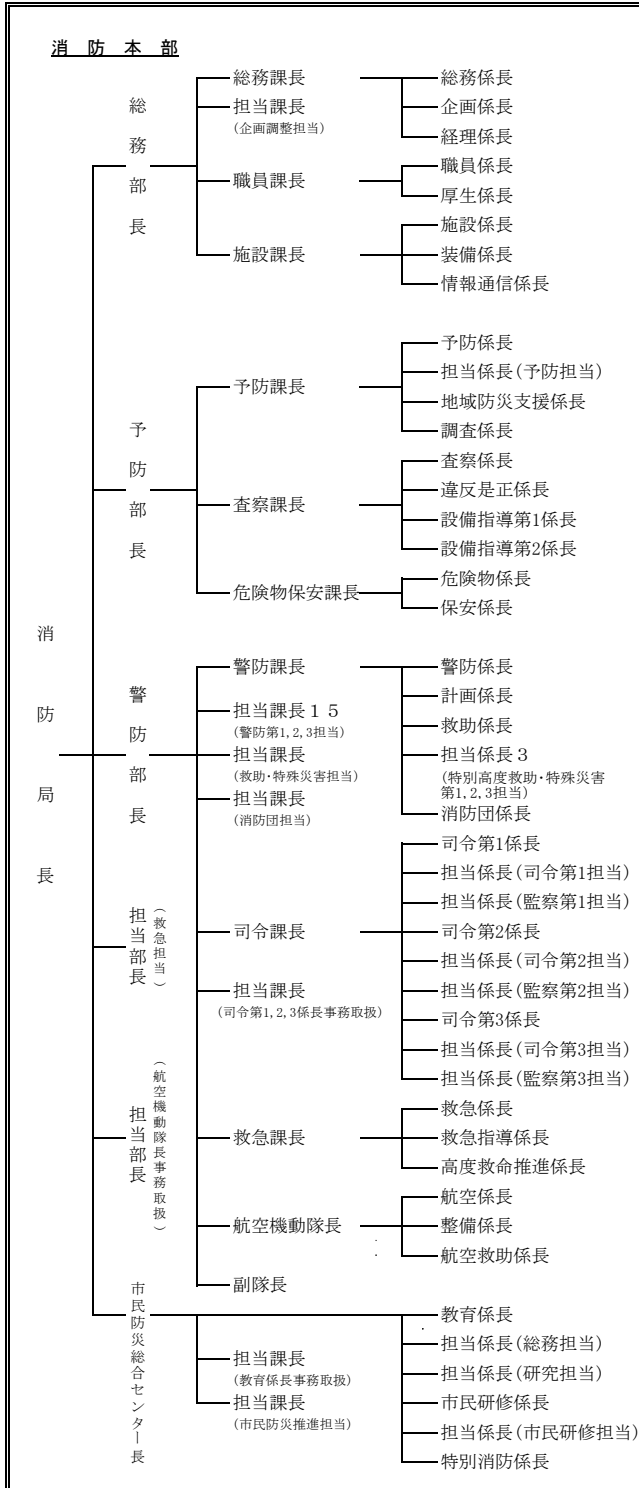 消防本部
消防局長
総務部長
総務課長
総務係長
企画係長
経理係長
担当課長
(企画調整担当)
職員課長
職員係長
厚生係長
施設課長
施設係長
装備係長
情報通信係長
予防部長
予防課長
予防係長
担当係長(予防担当)
地域防災支援係長
調査係長
査察課長
査察係長
違反是正係長
設備指導第1係長
設備指導第2係長
危険物保安課長
危険物係長
保安係長
警防部長
警防課長
警防係長
計画係長
救助係長
担当係長3
(特別高度救助・特殊災害
第1,2,3担当)
消防団係長
担当課長15
(警防第1,2,3担当)
担当課長
(救助・特殊災害担当)
担当課長
(消防団担当)
担当部長
(救急担当)
司令課長
司令第1係長
担当係長(司令第1担当)
担当係長(監察第1担当)
司令第2係長
担当係長(司令第2担当)
担当係長(監察第2担当)
司令第3係長
担当係長(司令第3担当)
担当係長(監察第3担当)
担当課長
(司令第1,2,3係長事務取扱)
担当部長
(航空機動隊長事務取扱)
救急課長
救急係長
救急指導係長
高度救命推進係長
航空機動隊長
航空係長
整備係長
航空救助係長
副隊長
市民防災総合センター長
担当課長
(教育係長事務取扱)
担当課長
(市民防災推進担当)
教育係長
担当係長(総務担当)
担当係長(研究担当)
市民研修係長
担当係長(市民研修担当)
特別消防係長